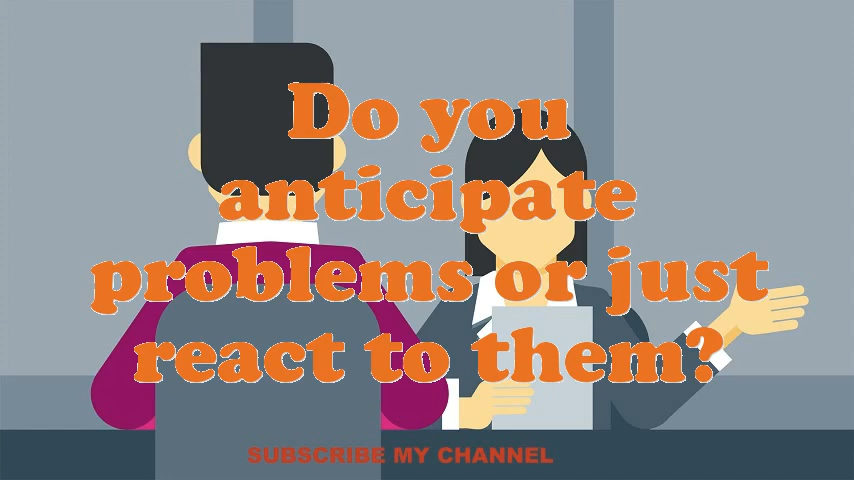 Do you
anticipate
problems or just
react to them?
SUBSCRIBE MY CHANNEL